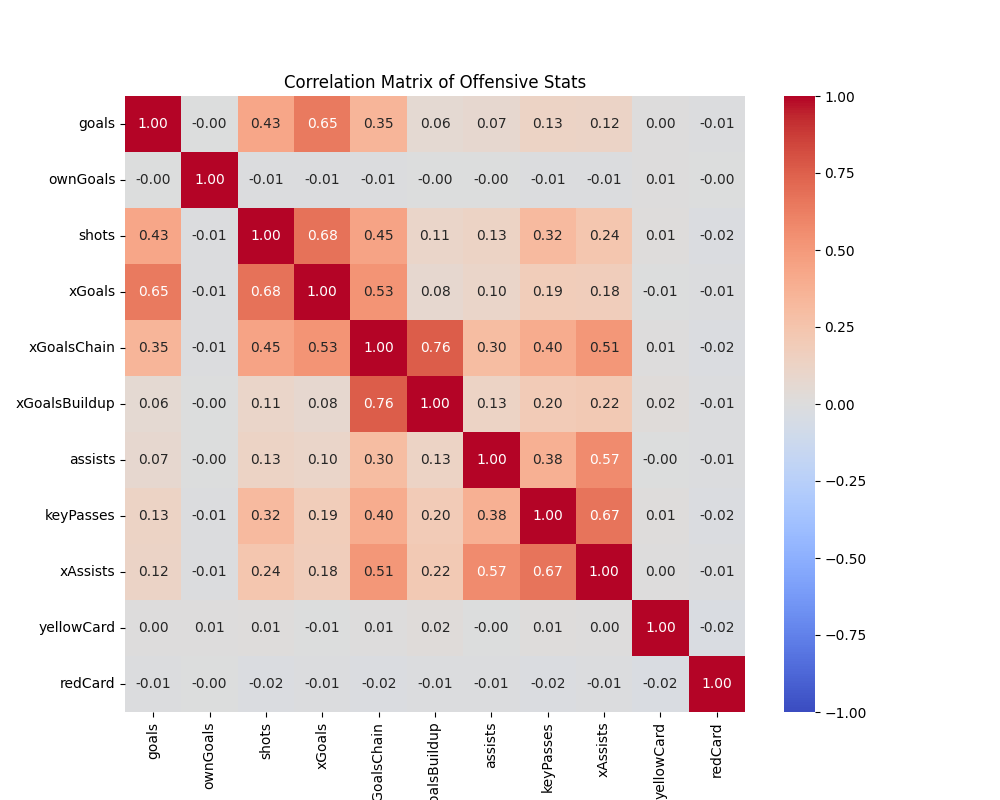 Correlation Matrix of Offensive Stats
goals 1.00 -0.00 0.43 0.65 0.35 0.06 0.07 0.13 0.12 0.00 -0.01
ownGoals -0.00 1.00 -0.01 -0.01 -0.01 -0.00 -0.00 -0.01 -0.01 0.01 -0.00
shots 0.43 -0.01 1.00 0.68 0.45 0.11 0.13 0.32 0.24 0.01 -0.02
xGoals 0.65 -0.01 0.68 1.00 0.53 0.08 0.10 0.19 0.18 -0.01 -0.01
xGoalsChain 0.35 -0.01 0.45 0.53 1.00 0.76 0.30 0.40 0.51 0.01 -0.02
xGoalsBuildup 0.06 -0.00 0.11 0.08 0.76 1.00 0.13 0.20 0.22 0.02 -0.01
assists 0.07 -0.00 0.13 0.10 0.30 0.13 1.00 0.38 0.57 -0.00 -0.01
keyPasses 0.13 -0.01 0.32 0.19 0.40 0.20 0.38 1.00 0.67 0.01 -0.02
xAssists 0.12 -0.01 0.24 0.18 0.51 0.22 0.57 0.67 1.00 0.00 -0.01
yellowCard 0.00 0.01 0.01 -0.01 0.01 0.02 -0.00 0.01 0.00 1.00 -0.02
redCard -0.01 -0.00 -0.02 -0.01 -0.02 -0.01 -0.01 -0.02 -0.01 -0.02 1.00
goals
ownGoals
shots
xGoals
GoalsChain
oalsBuildup
assists
keyPasses
xAssists
yellowCard
redCard
1.00
0.75
0.50
0.25
0.00
−0.25
−0.50
−0.75
−1.00